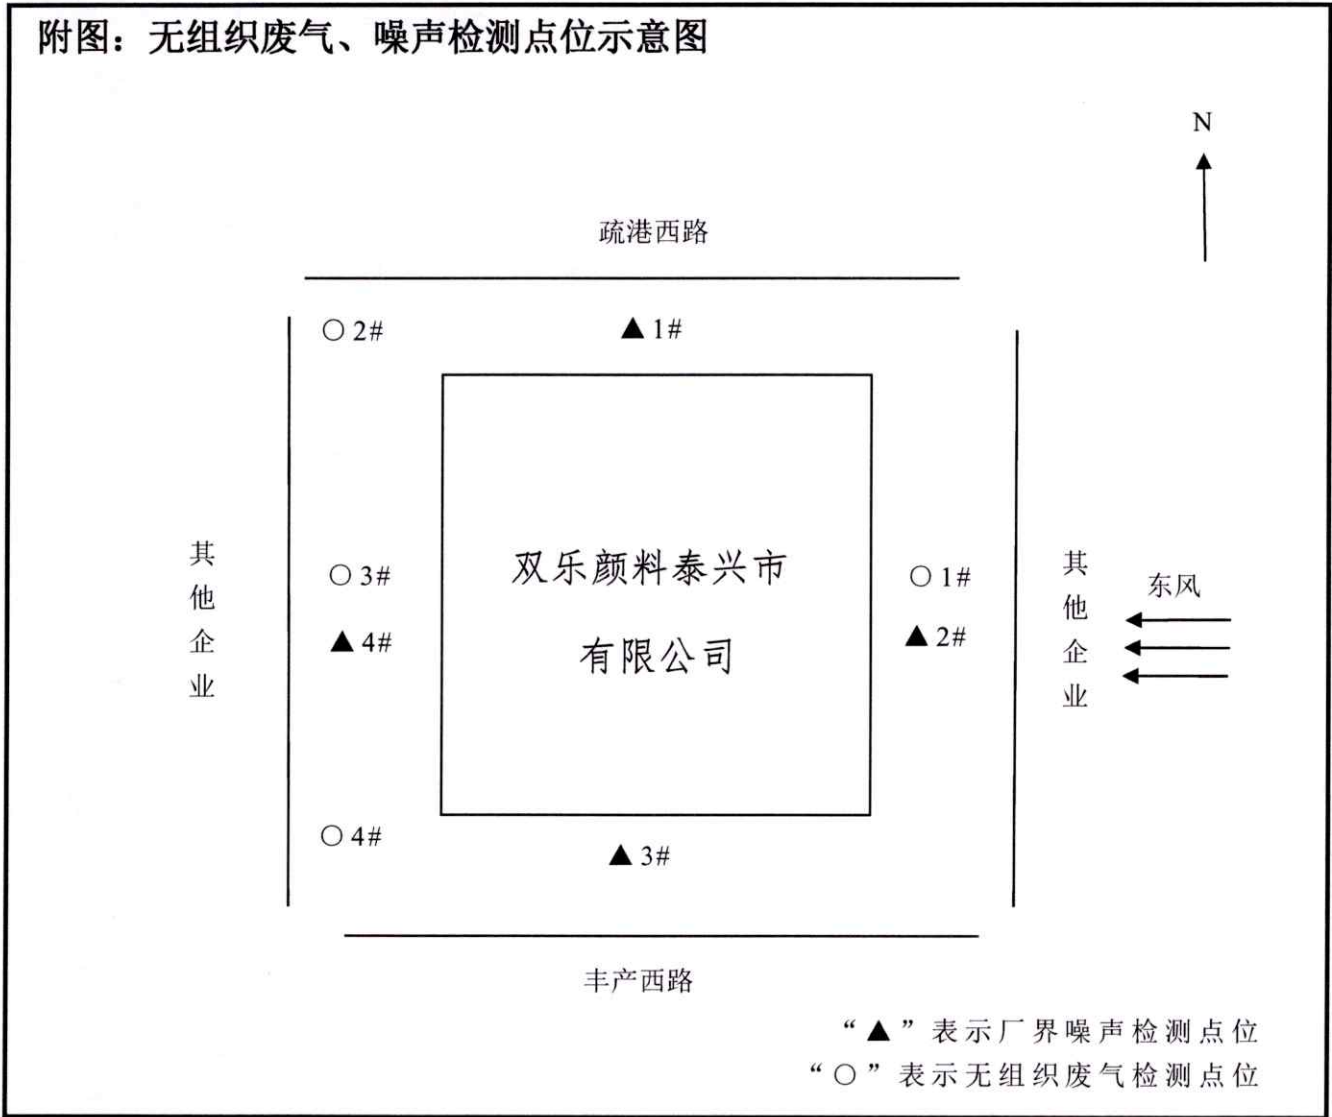 附图：无组织废气、噪声检测点位示意图
N
疏港西路
○2#
▲1#
其他企业
○3#
▲4#
双乐颜料泰兴市
有限公司
○1#
▲2#
其他企业
东风
○4#
▲3#
丰产西路
“▲”表示厂界噪声检测点位
“○”表示无组织废气检测点位